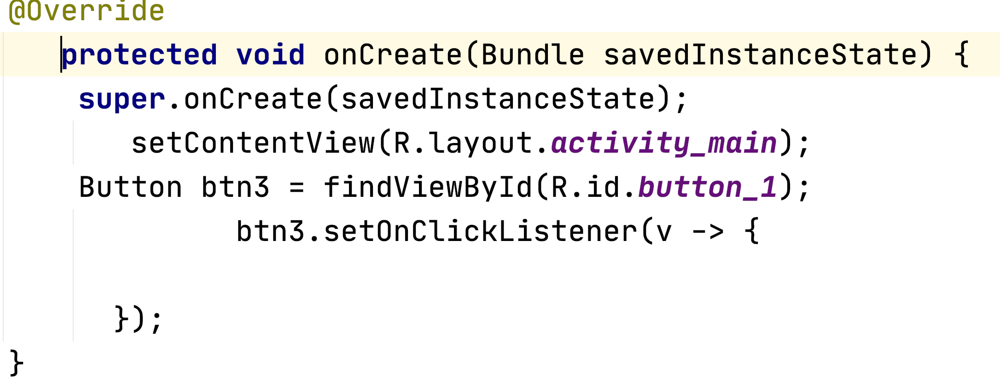 @Override
protected void onCreate(Bundle savedInstanceState) {
super.onCreate(savedInstanceState);
setContentView(R.layout.activity_main);
Button btn3 = findViewById(R.id.button_1);
btn3.setOnClickListener(v -> {
});
}